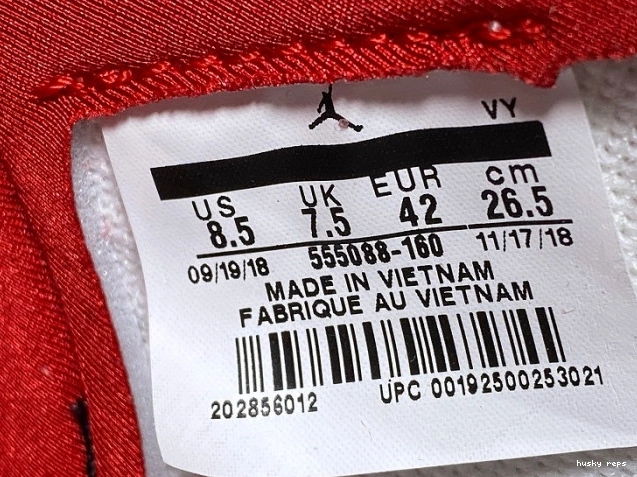 VY
US UK EUR cm
8.5 7.5 42 26.5
09/19/18 555088-160 11/17/18
MADE IN VIETNAM
FABRIQUE AU VIETNAM
202856012 UPC 00192500253021
husky reps